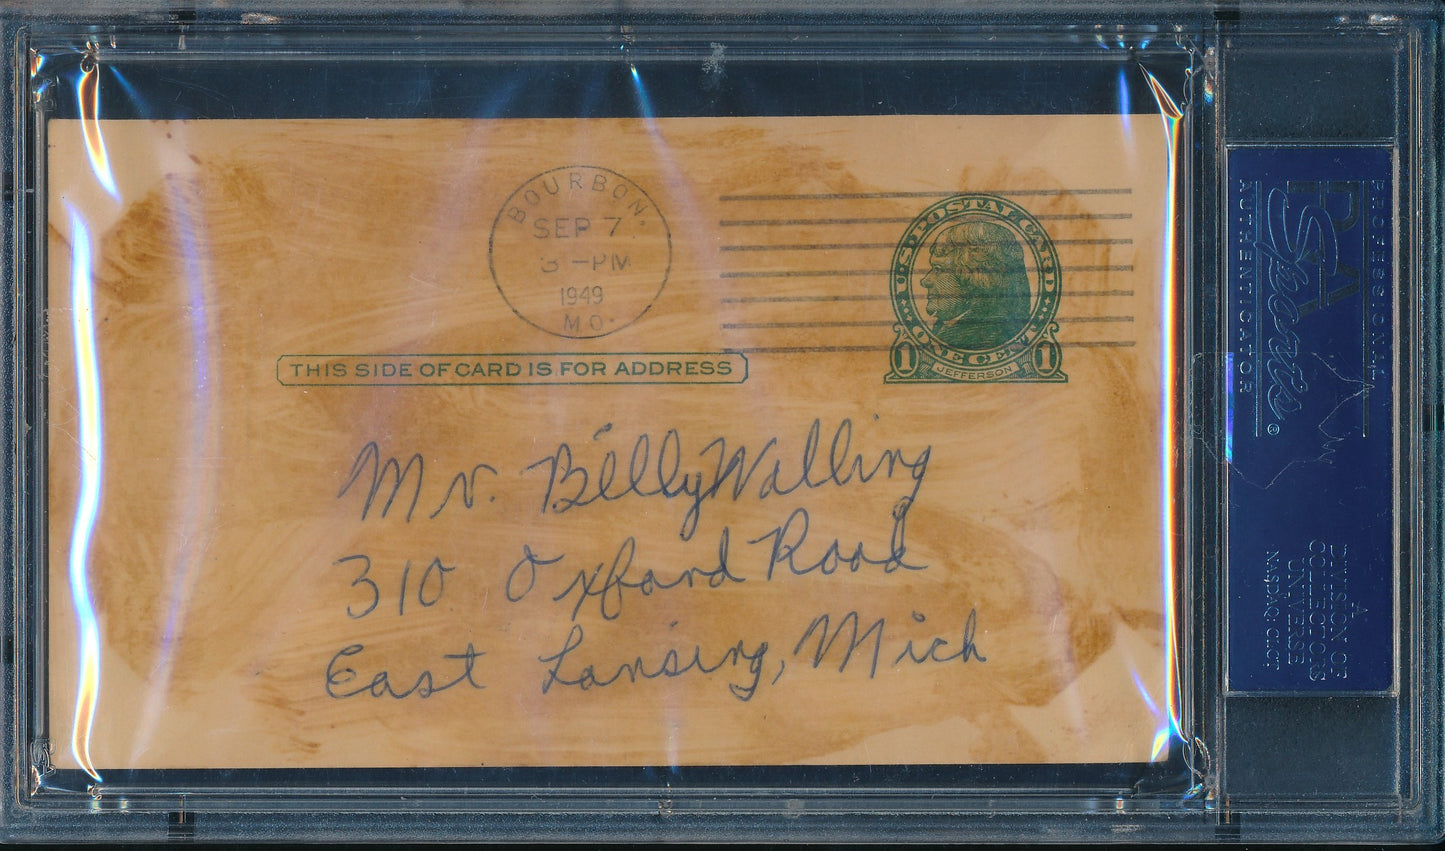 BOURBON,
SEP 7
3 -PM
1949
MO.
U.S. POSTAL CARD
ONE CENT
1 1
JEFFERSON
THIS SIDE OF CARD IS FOR ADDRESS
Mr. Billy Walling
310 Oxford Road
East Lansing, Mich
PROFESSIONAL
PSA
Sports®
AUTHENTICATOR
A
DIVISION OF
COLLECTORS
UNIVERSE
NASDAQ: CLCT